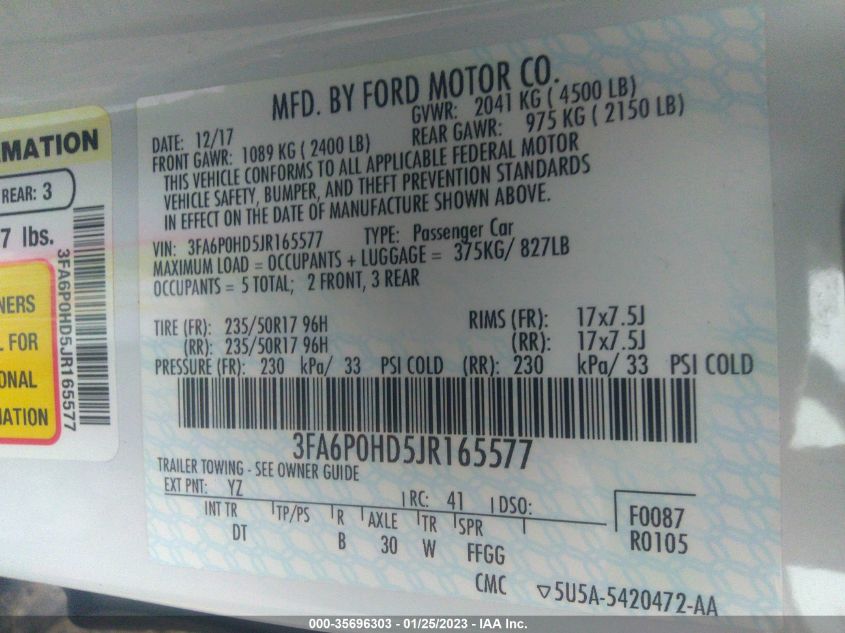 MFD. BY FORD MOTOR CO.
DATE: 12/17 GVWR: 2041 KG ( 4500 LB)
FRONT GAWR: 1089 KG ( 2400 LB) REAR GAWR: 975 KG ( 2150 LB)
THIS VEHICLE CONFORMS TO ALL APPLICABLE FEDERAL MOTOR
VEHICLE SAFETY, BUMPER, AND THEFT PREVENTION STANDARDS
IN EFFECT ON THE DATE OF MANUFACTURE SHOWN ABOVE.
VIN: 3FA6P0HD5JR165577 TYPE: Passenger Car
MAXIMUM LOAD = OCCUPANTS + LUGGAGE = 375KG/ 827LB
OCCUPANTS = 5 TOTAL; 2 FRONT, 3 REAR
TIRE (FR): 235/50R17 96H RIMS (FR): 17x7.5J
(RR): 235/50R17 96H (RR): 17x7.5J
PRESSURE (FR): 230 kPa/ 33 PSI COLD (RR): 230 kPa/ 33 PSI COLD
3FA6P0HD5JR165577
TRAILER TOWING - SEE OWNER GUIDE
EXT PNT: YZ RC: 41 DSO:
INT TR TP/PS R AXLE TR SPR
DT B 30 W FFGG
F0087
R0105
CMC ▽5U5A-5420472-AA
RMATION
REAR: 3
7 lbs.
3FA6P0HD5JR165577
NERS
L FOR
ONAL
MATION
000-35696303 - 01/25/2023 - IAA Inc.